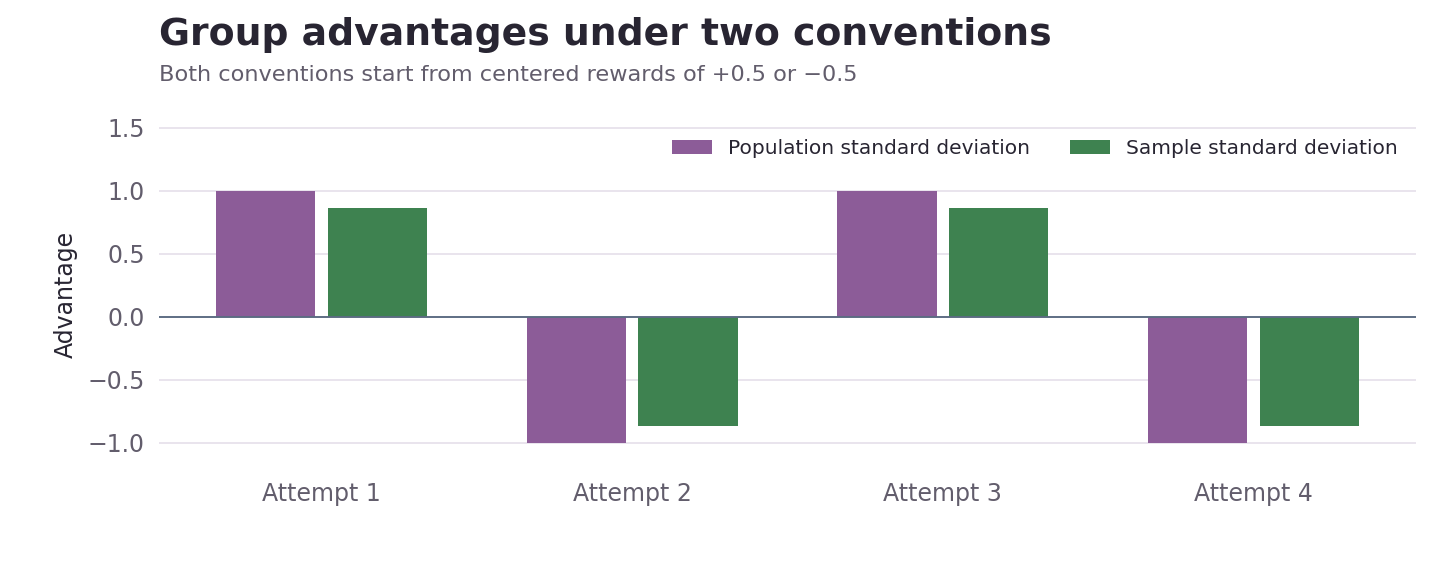 Group advantages under two conventions
Both conventions start from centered rewards of +0.5 or −0.5
1.5
Population standard deviation
Sample standard deviation
1.0
0.5
0.0
−0.5
−1.0
Advantage
Attempt 1
Attempt 2
Attempt 3
Attempt 4